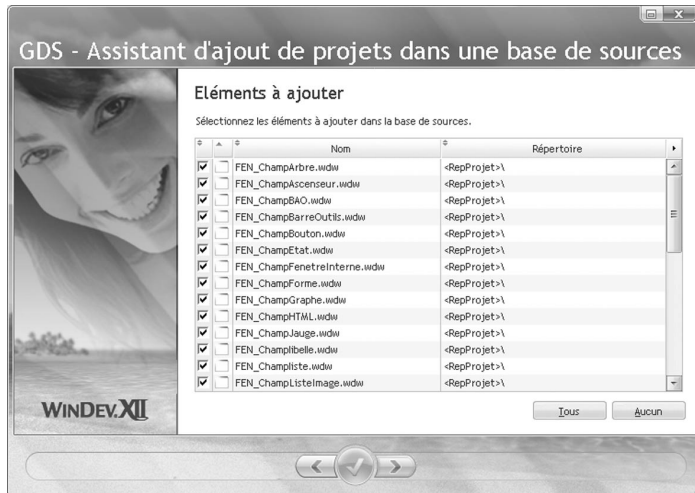 GDS - Assistant d'ajout de projets dans une base de sources
Eléments à ajouter
Sélectionnez les éléments à ajouter dans la base de sources.
Nom Répertoire
FEN_ChampArbre.wdw <RepProjet>\
FEN_ChampAscenseur.wdw <RepProjet>\
FEN_ChampBAO.wdw <RepProjet>\
FEN_ChampBarreOutils.wdw <RepProjet>\
FEN_ChampBouton.wdw <RepProjet>\
FEN_ChampEtat.wdw <RepProjet>\
FEN_ChampFenetreInterne.wdw <RepProjet>\
FEN_ChampForme.wdw <RepProjet>\
FEN_ChampGraphe.wdw <RepProjet>\
FEN_ChampHTML.wdw <RepProjet>\
FEN_ChampJauge.wdw <RepProjet>\
FEN_Champlibelle.wdw <RepProjet>\
FEN_Champliste.wdw <RepProjet>\
FEN_ChampListeImage.wdw <RepProjet>\
WINDEV.XII
Tous Aucun